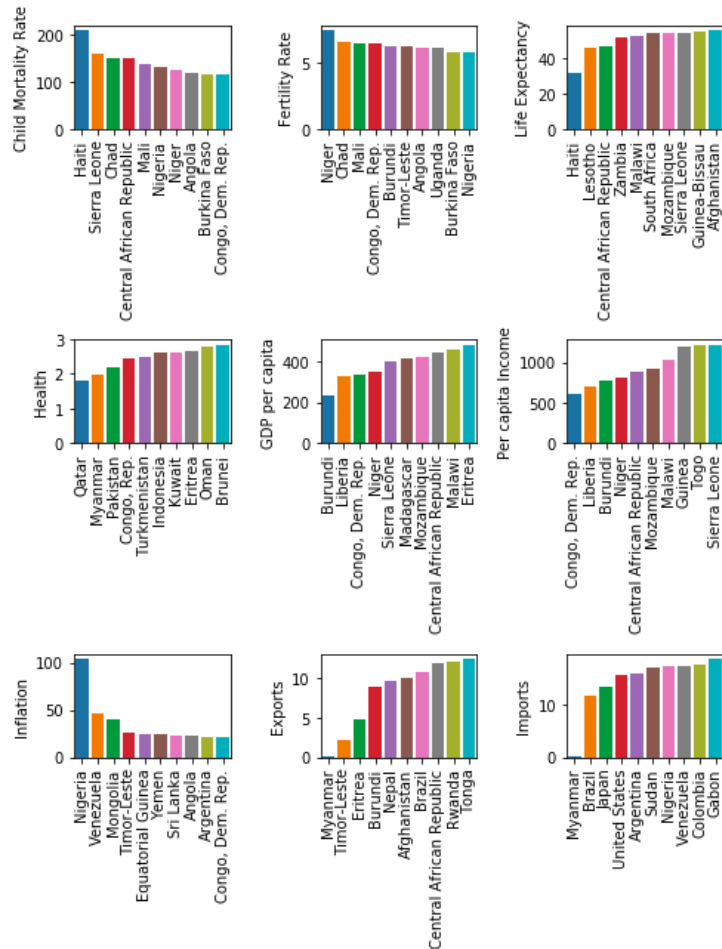 Child Mortality Rate
200
100
0
Haiti
Sierra Leone
Chad
Central African Republic
Mali
Nigeria
Niger
Angola
Burkina Faso
Congo, Dem. Rep.
Fertility Rate
5
0
Niger
Chad
Mali
Congo, Dem. Rep.
Burundi
Timor-Leste
Angola
Uganda
Burkina Faso
Nigeria
Life Expectancy
40
20
0
Haiti
Lesotho
Central African Republic
Zambia
Malawi
South Africa
Mozambique
Sierra Leone
Guinea-Bissau
Afghanistan
Health
3
2
1
0
Qatar
Myanmar
Pakistan
Congo, Rep.
Turkmenistan
Indonesia
Kuwait
Eritrea
Oman
Brunei
GDP per capita
400
200
0
Burundi
Liberia
Congo, Dem. Rep.
Niger
Sierra Leone
Madagascar
Mozambique
Central African Republic
Malawi
Eritrea
Per capita Income
1000
500
0
Congo, Dem. Rep.
Liberia
Burundi
Niger
Central African Republic
Mozambique
Malawi
Guinea
Togo
Sierra Leone
Inflation
100
50
0
Nigeria
Venezuela
Mongolia
Timor-Leste
Equatorial Guinea
Yemen
Sri Lanka
Angola
Argentina
Congo, Dem. Rep.
Exports
10
5
0
Myanmar
Timor-Leste
Eritrea
Burundi
Nepal
Afghanistan
Brazil
Central African Republic
Rwanda
Tonga
Imports
10
0
Myanmar
Brazil
Japan
United States
Argentina
Sudan
Nigeria
Venezuela
Colombia
Gabon